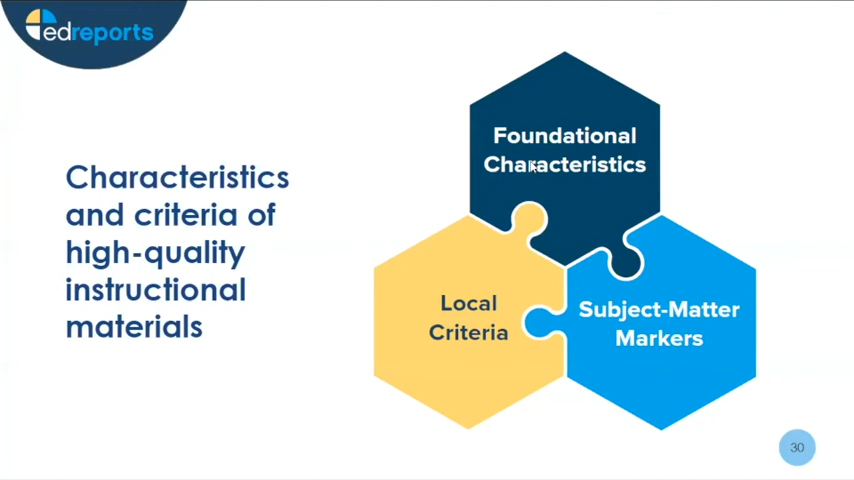 edreports
Characteristics
and criteria of
high-quality
instructional
materials
Foundational
Characteristics
Local
Criteria
Subject-Matter
Markers
30